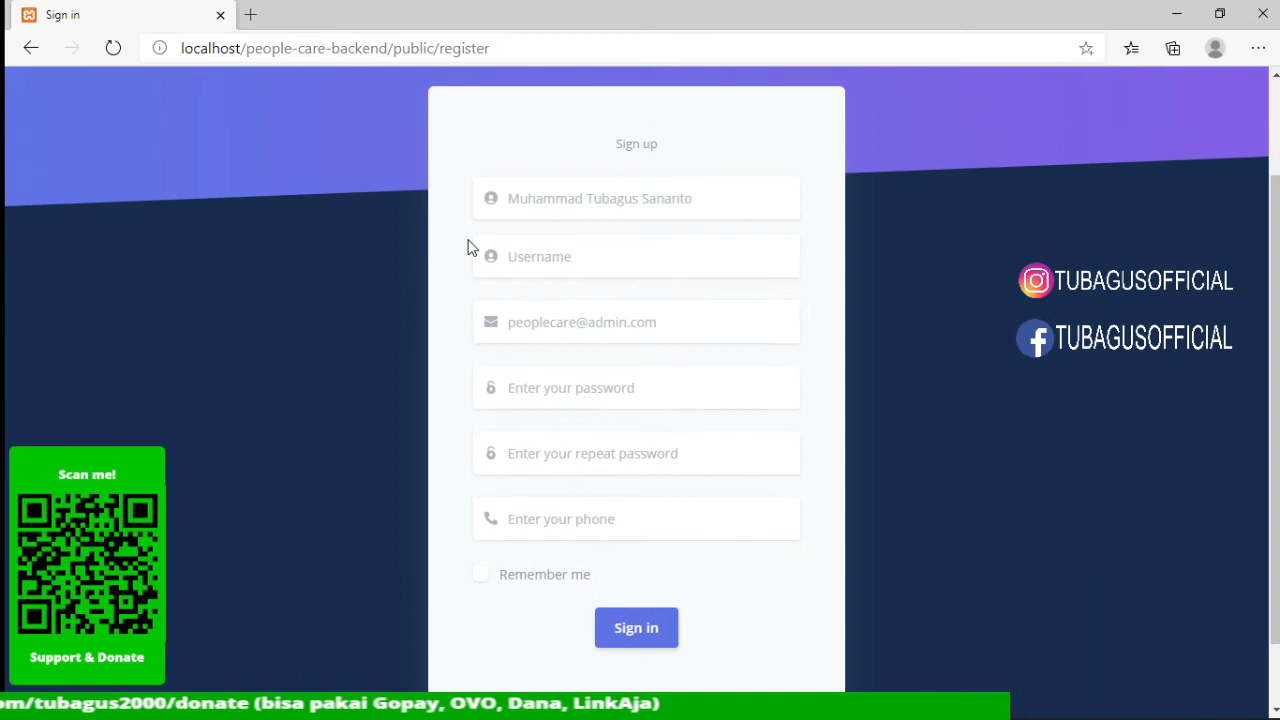 Sign in
localhost/people-care-backend/public/register
Sign up
Muhammad Tubagus Sananto
Username
peoplecare@admin.com
Enter your password
Enter your repeat password
Enter your phone
Remember me
Sign in
TUBAGUSOFFICIAL
TUBAGUSOFFICIAL
Scan me!
Support & Donate
om/tubagus2000/donate (bisa pakai Gopay, OVO, Dana, LinkAja)